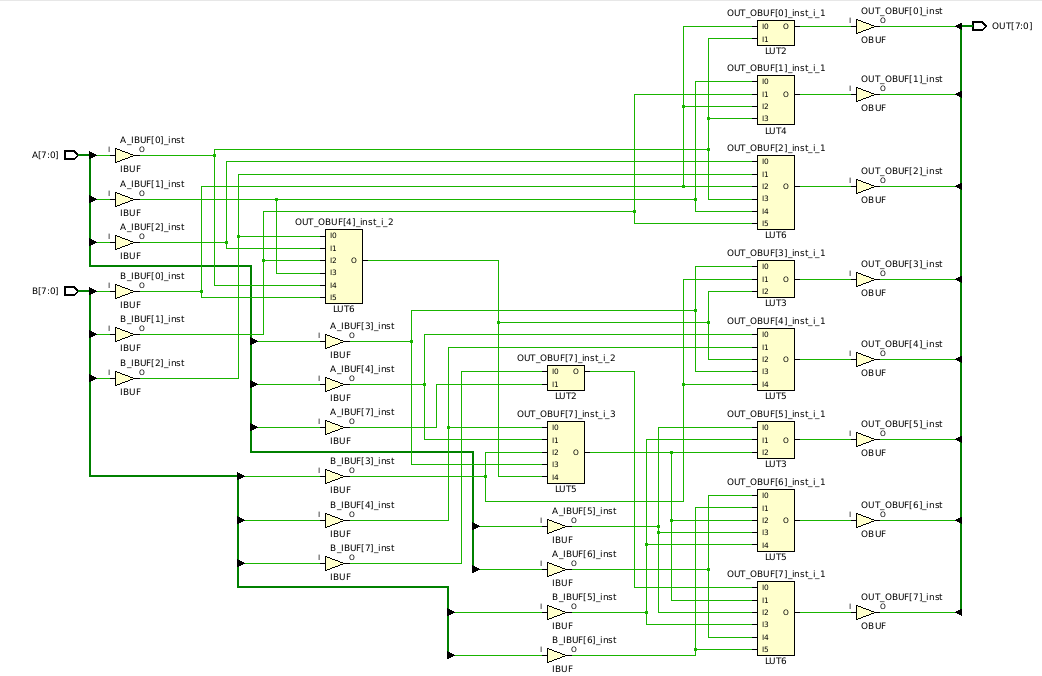 OUT_OBUF[0]_inst_i_1
I0
I1
O
LUT2
OUT_OBUF[0]_inst
I
O
OBUF
OUT[7:0]
OUT_OBUF[1]_inst_i_1
I0
I1
I2
I3
O
LUT4
OUT_OBUF[1]_inst
I
O
OBUF
OUT_OBUF[2]_inst_i_1
I0
I1
I2
I3
I4
I5
O
LUT6
OUT_OBUF[2]_inst
I
O
OBUF
A[7:0]
A_IBUF[0]_inst
I
O
IBUF
A_IBUF[1]_inst
I
O
IBUF
A_IBUF[2]_inst
I
O
IBUF
OUT_OBUF[4]_inst_i_2
I0
I1
I2
I3
I4
I5
O
LUT6
B[7:0]
B_IBUF[0]_inst
I
O
IBUF
B_IBUF[1]_inst
I
O
IBUF
B_IBUF[2]_inst
I
O
IBUF
OUT_OBUF[3]_inst_i_1
I0
I1
I2
O
LUT3
OUT_OBUF[3]_inst
I
O
OBUF
A_IBUF[3]_inst
I
O
IBUF
A_IBUF[4]_inst
I
O
IBUF
A_IBUF[7]_inst
I
O
IBUF
OUT_OBUF[4]_inst_i_1
I0
I1
I2
I3
I4
O
LUT5
OUT_OBUF[4]_inst
I
O
OBUF
OUT_OBUF[7]_inst_i_2
I0
I1
O
LUT2
OUT_OBUF[7]_inst_i_3
I0
I1
I2
I3
I4
O
LUT5
OUT_OBUF[5]_inst_i_1
I0
I1
I2
O
LUT3
OUT_OBUF[5]_inst
I
O
OBUF
B_IBUF[3]_inst
I
O
IBUF
B_IBUF[4]_inst
I
O
IBUF
B_IBUF[7]_inst
I
O
IBUF
A_IBUF[5]_inst
I
O
IBUF
A_IBUF[6]_inst
I
O
IBUF
OUT_OBUF[6]_inst_i_1
I0
I1
I2
I3
I4
O
LUT5
OUT_OBUF[6]_inst
I
O
OBUF
B_IBUF[5]_inst
I
O
IBUF
B_IBUF[6]_inst
I
O
IBUF
OUT_OBUF[7]_inst_i_1
I0
I1
I2
I3
I4
I5
O
LUT6
OUT_OBUF[7]_inst
I
O
OBUF